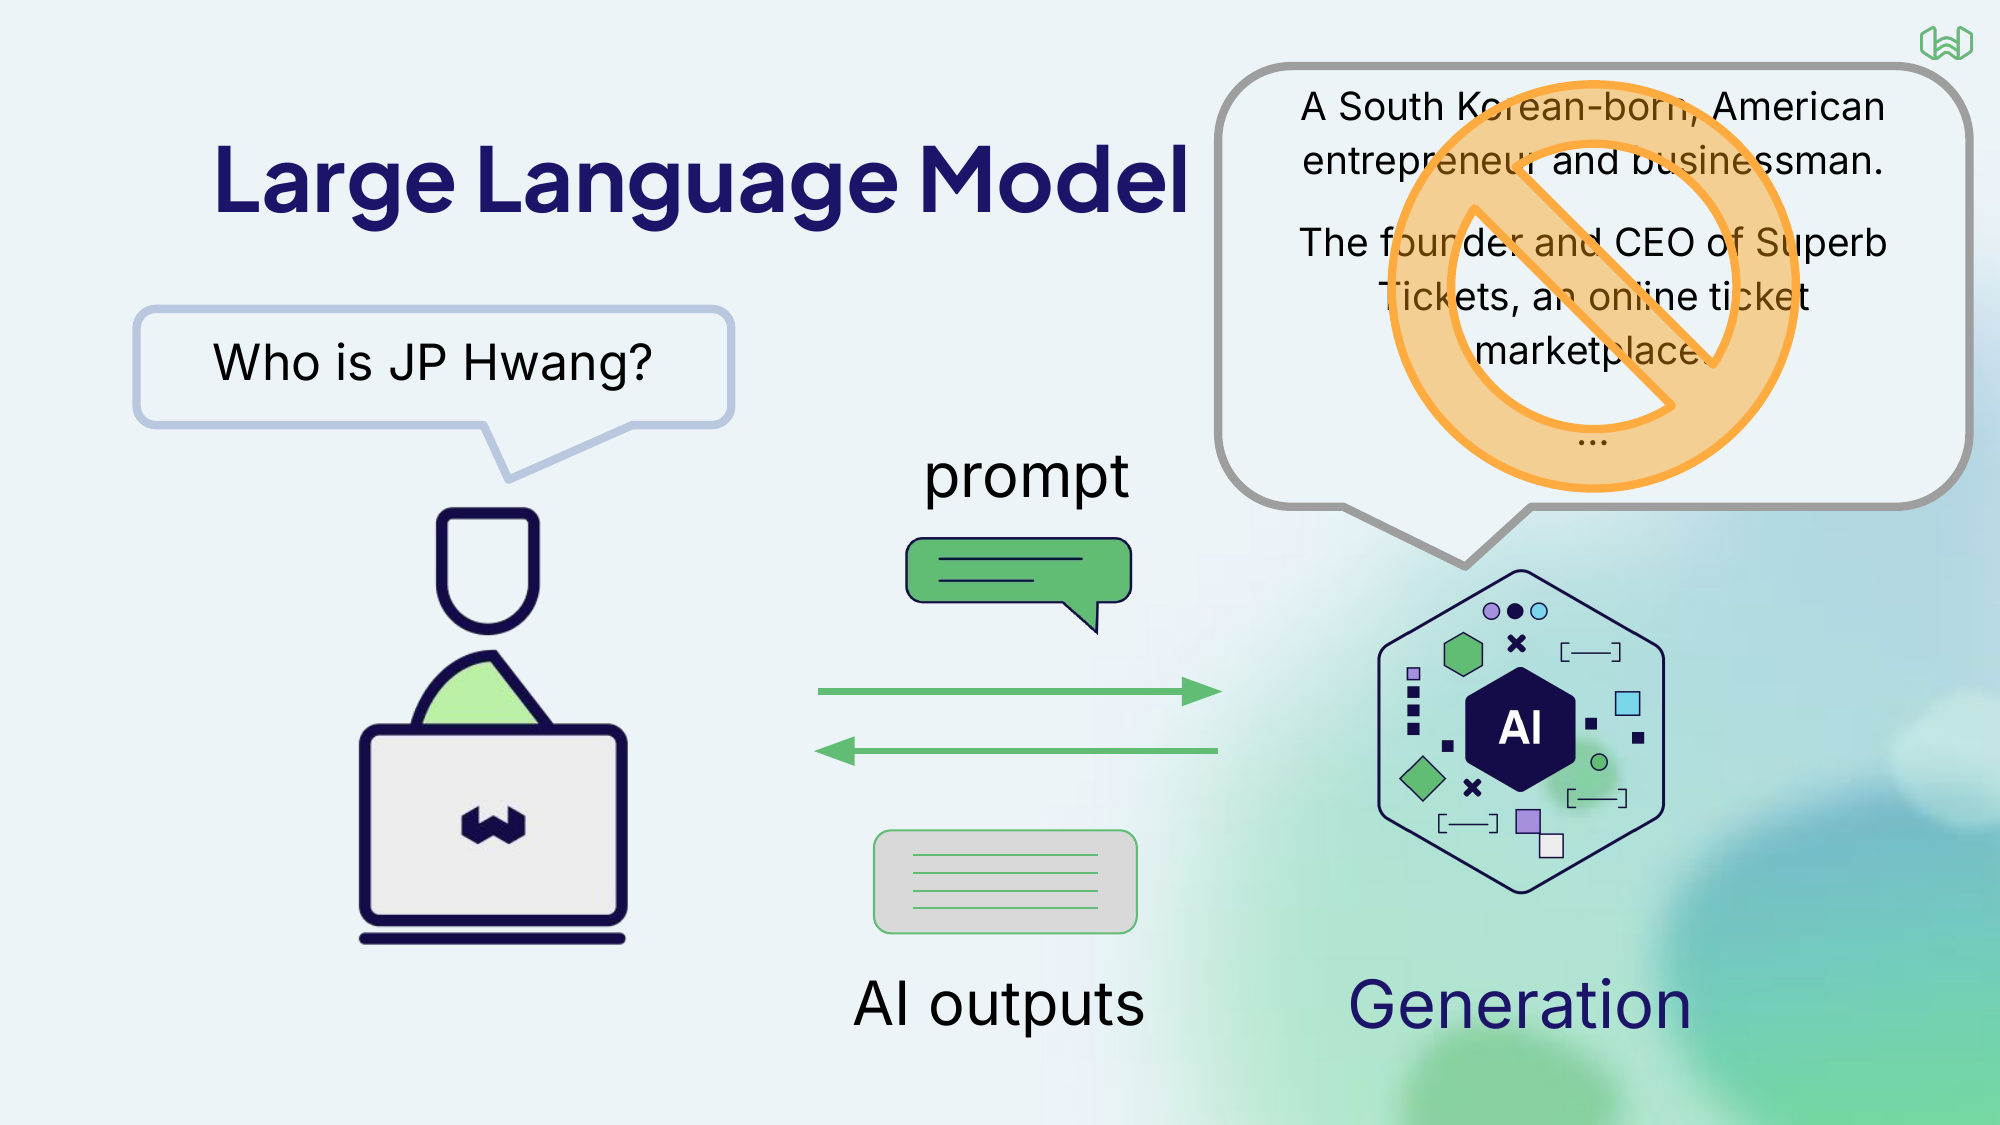 Large Language Model
A South Korean-born, American
entrepreneur and businessman.
The founder and CEO of Superb
Tickets, an online ticket
marketplace.
...
Who is JP Hwang?
prompt
AI
AI outputs
Generation